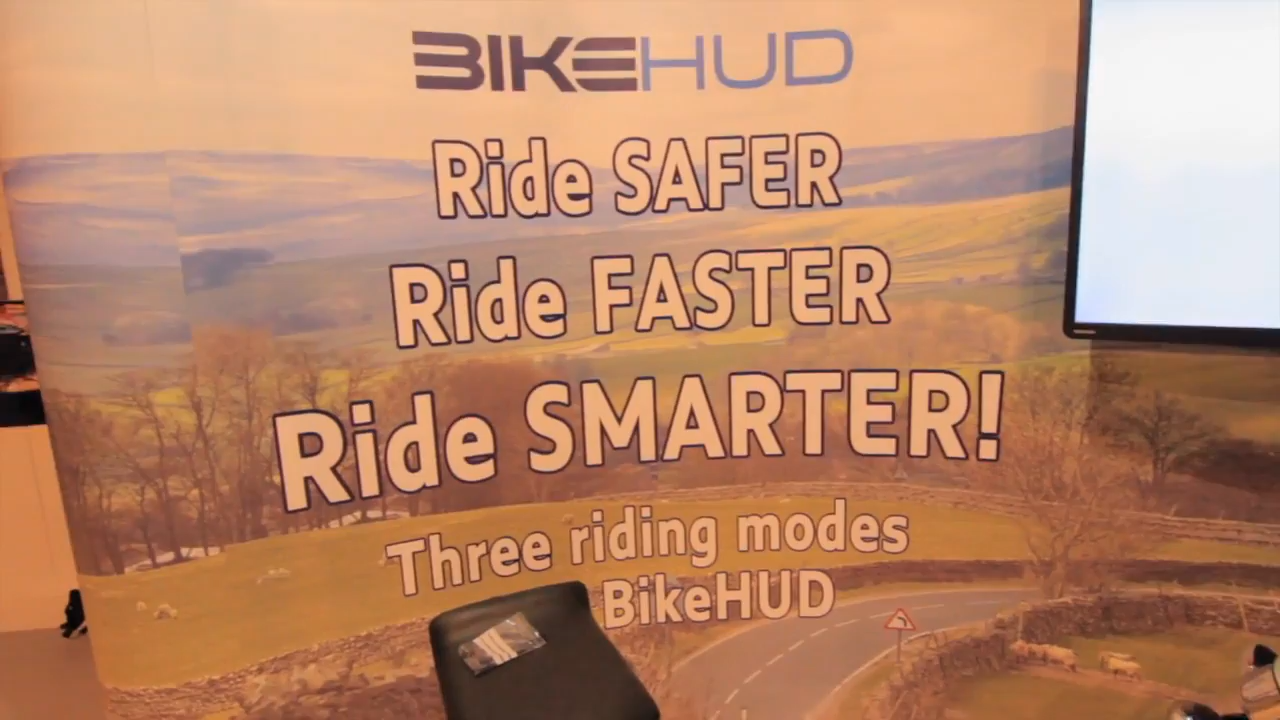 BIKEHUD
Ride SAFER
Ride FASTER
Ride SMARTER!
Three riding modes
BikeHUD